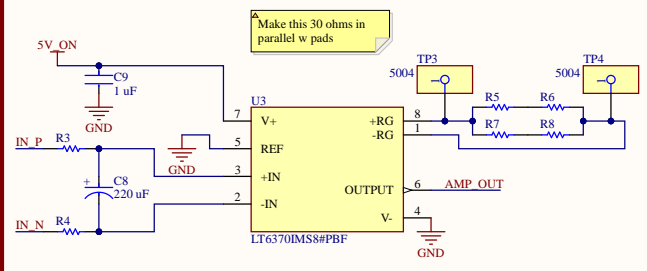 Make this 30 ohms in
parallel w pads
5V_ON
TP3
TP4
5004
1
5004
1
C9
1 uF
GND
U3
R5
R6
7
V+
+RG
8
-RG
1
R7
R8
5
REF
GND
IN_P
R3
3
+IN
+
C8
220 uF
OUTPUT
6
AMP_OUT
2
-IN
V-
4
IN_N
R4
LT6370IMS8#PBF
GND